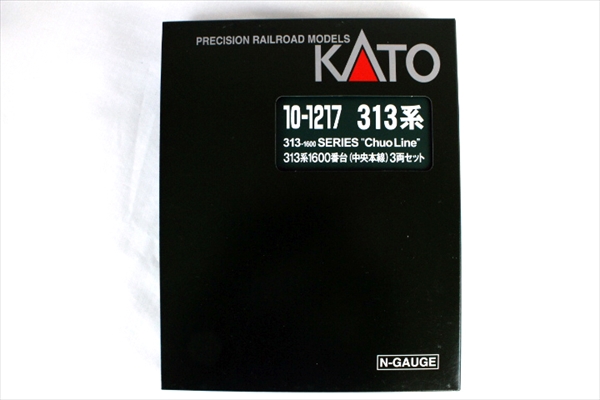 PRECISION RAILROAD MODELS
KATO
10-1217 313系
313-1600 SERIES "Chuo Line"
313系1600番台(中央本線)3両セット
N-GAUGE